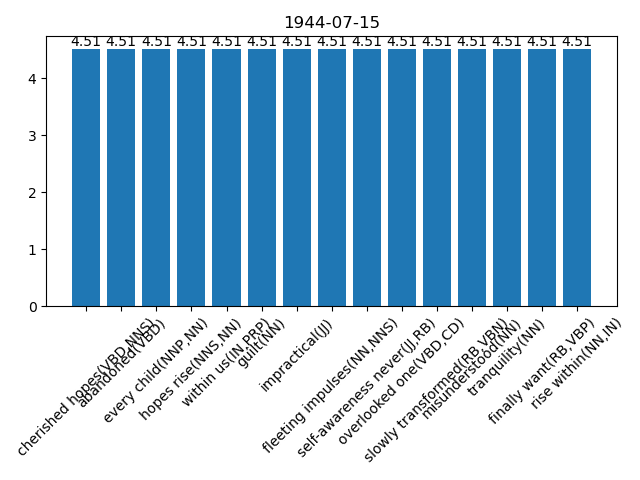 1944-07-15
4.51 4.51 4.51 4.51 4.51 4.51 4.51 4.51 4.51 4.51 4.51 4.51 4.51 4.51 4.51
4
3
2
1
0
cherished hopes(VBD,NNS)
abandoned(VBD)
every child(NNP,NN)
hopes rise(NNS,NN)
within us(IN,PRP)
guilt(NN)
impractical(JJ)
fleeting impulses(NN,NNS)
self-awareness never(JJ,RB)
overlooked one(VBD,CD)
slowly transformed(RB,VBN)
misunderstood(NN)
tranquility(NN)
finally want(RB,VBP)
rise within(NN,IN)